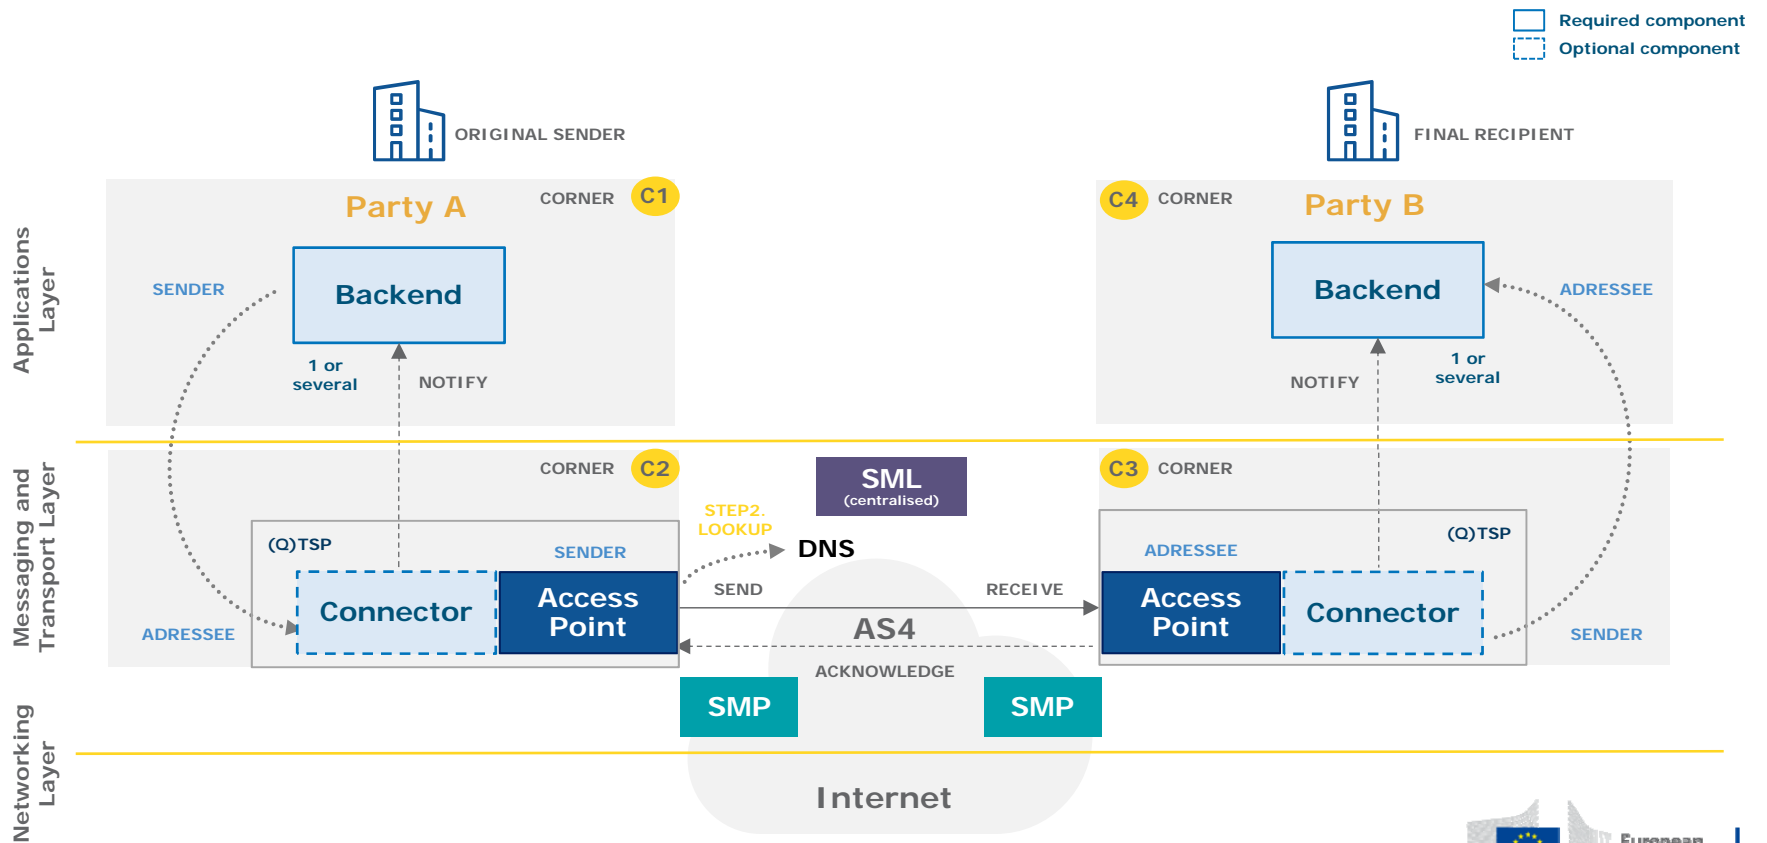 Required component
Optional component
ORIGINAL SENDER
FINAL RECIPIENT
Applications
Layer
Party A
CORNER
C1
C4
CORNER
Party B
SENDER
Backend
Backend
ADRESSEE
1 or
several
NOTIFY
NOTIFY
1 or
several
Messaging and
Transport Layer
CORNER
C2
SML
(centralised)
C3
CORNER
STEP2.
LOOKUP
DNS
(Q)TSP
SENDER
ADRESSEE
(Q)TSP
ADRESSEE
Connector
Access
Point
SEND
RECEIVE
AS4
ACKNOWLEDGE
Access
Point
Connector
SENDER
SMP
SMP
Networking
Layer
Internet
European